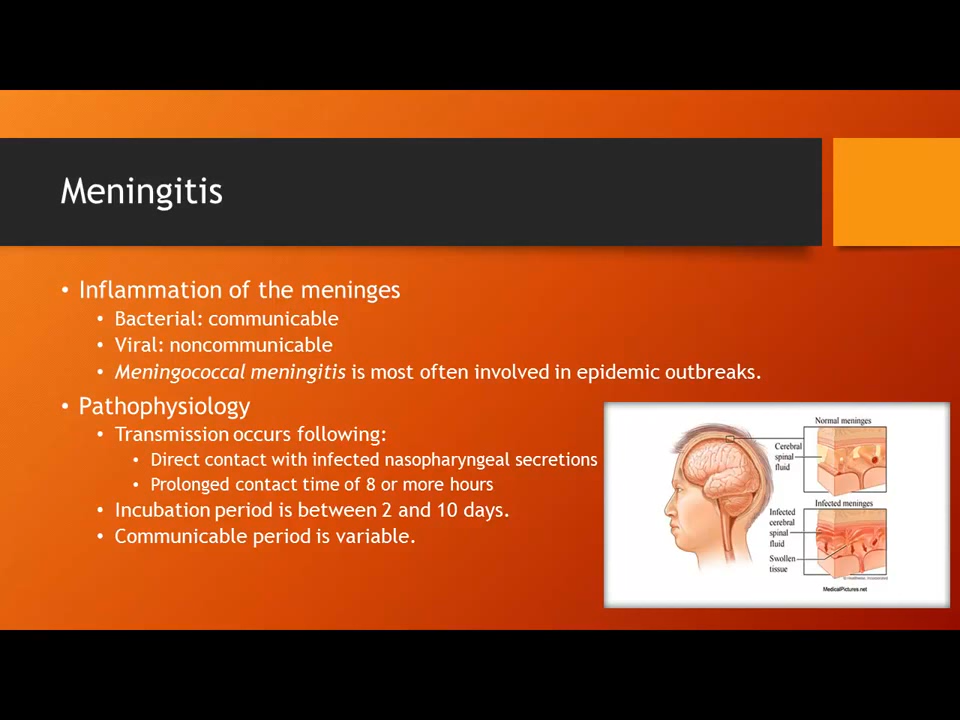 Meningitis
• Inflammation of the meninges
• Bacterial: communicable
• Viral: noncommunicable
• Meningococcal meningitis is most often involved in epidemic outbreaks.
• Pathophysiology
• Transmission occurs following:
• Direct contact with infected nasopharyngeal secretions
• Prolonged contact time of 8 or more hours
• Incubation period is between 2 and 10 days.
• Communicable period is variable.
Normal meninges
Cerebral
spinal
fluid
Infected meninges
Infected
cerebral
spinal
fluid
Swollen
tissue
MedicalPictures.net